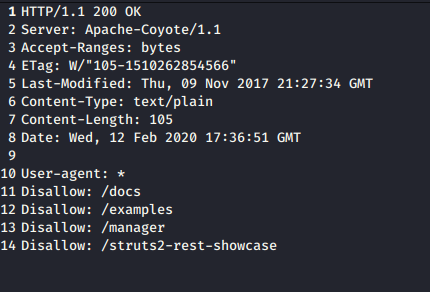 1 HTTP/1.1 200 OK
2 Server: Apache-Coyote/1.1
3 Accept-Ranges: bytes
4 ETag: W/"105-1510262854566"
5 Last-Modified: Thu, 09 Nov 2017 21:27:34 GMT
6 Content-Type: text/plain
7 Content-Length: 105
8 Date: Wed, 12 Feb 2020 17:36:51 GMT
9
10 User-agent: *
11 Disallow: /docs
12 Disallow: /examples
13 Disallow: /manager
14 Disallow: /struts2-rest-showcase